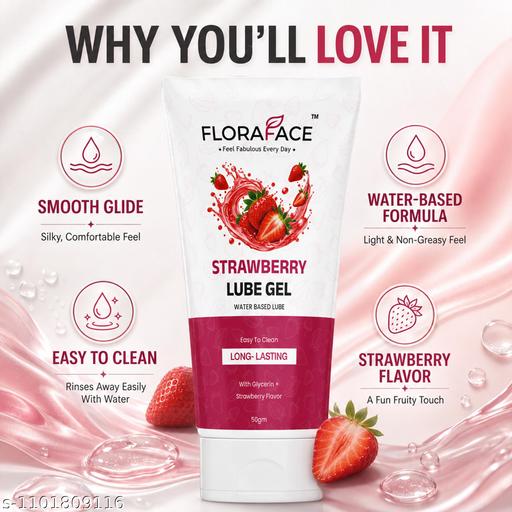 WHY YOU'LL LOVE IT
FLORAFACE™
• Feel Fabulous Every Day •
STRAWBERRY
LUBE GEL
WATER BASED LUBE
Easy To Clean
LONG-LASTING
With Glycerin +
Strawberry Flavor
50gm
SMOOTH GLIDE
Silky, Comfortable Feel
EASY TO CLEAN
Rinses Away Easily
With Water
WATER-BASED
FORMULA
Light & Non-Greasy Feel
STRAWBERRY
FLAVOR
A Fun Fruity Touch
s-1101809116